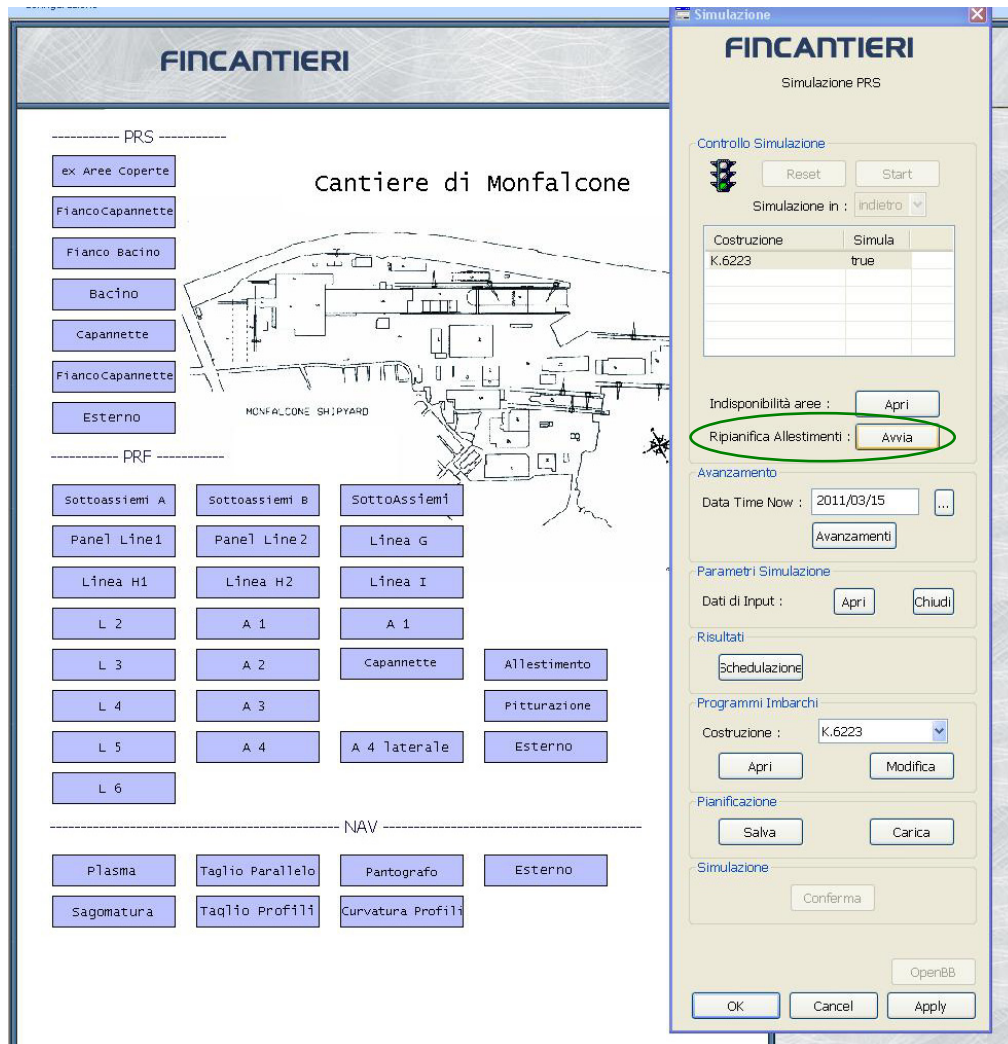 Configurazione
FINCANTIERI
---------- PRS ----------
ex Aree Coperte
FiancoCapannette
Fianco Bacino
Bacino
Capannette
FiancoCapannette
Esterno
Cantiere di Monfalcone
MONFALCONE SHIPYARD
---------- PRF ----------
Sottoassiemi A
Sottoassiemi B
SottoAssiemi
Panel Line1
Panel Line2
Linea G
Linea H1
Linea H2
Linea I
L 2
A 1
A 1
L 3
A 2
Capannette
Allestimento
L 4
A 3
Pitturazione
L 5
A 4
A 4 laterale
Esterno
L 6
NAV
Plasma
Taglio Parallelo
Pantografo
Esterno
Sagomatura
Taglio Profili
Curvatura Profili
Simulazione
FINCANTIERI
Simulazione PRS
Controllo Simulazione
Reset
Start
Simulazione in : indietro
Costruzione Simula
K.6223 true
Indisponibilità aree : Apri
Ripianifica Allestimenti : Avvia
Avanzamento
Data Time Now : 2011/03/15 ...
Avanzamenti
Parametri Simulazione
Dati di Input : Apri Chiudi
Risultati
Schedulazione
Programmi Imbarchi
Costruzione : K.6223
Apri Modifica
Pianificazione
Salva Carica
Simulazione
Conferma
OpenBB
OK Cancel Apply